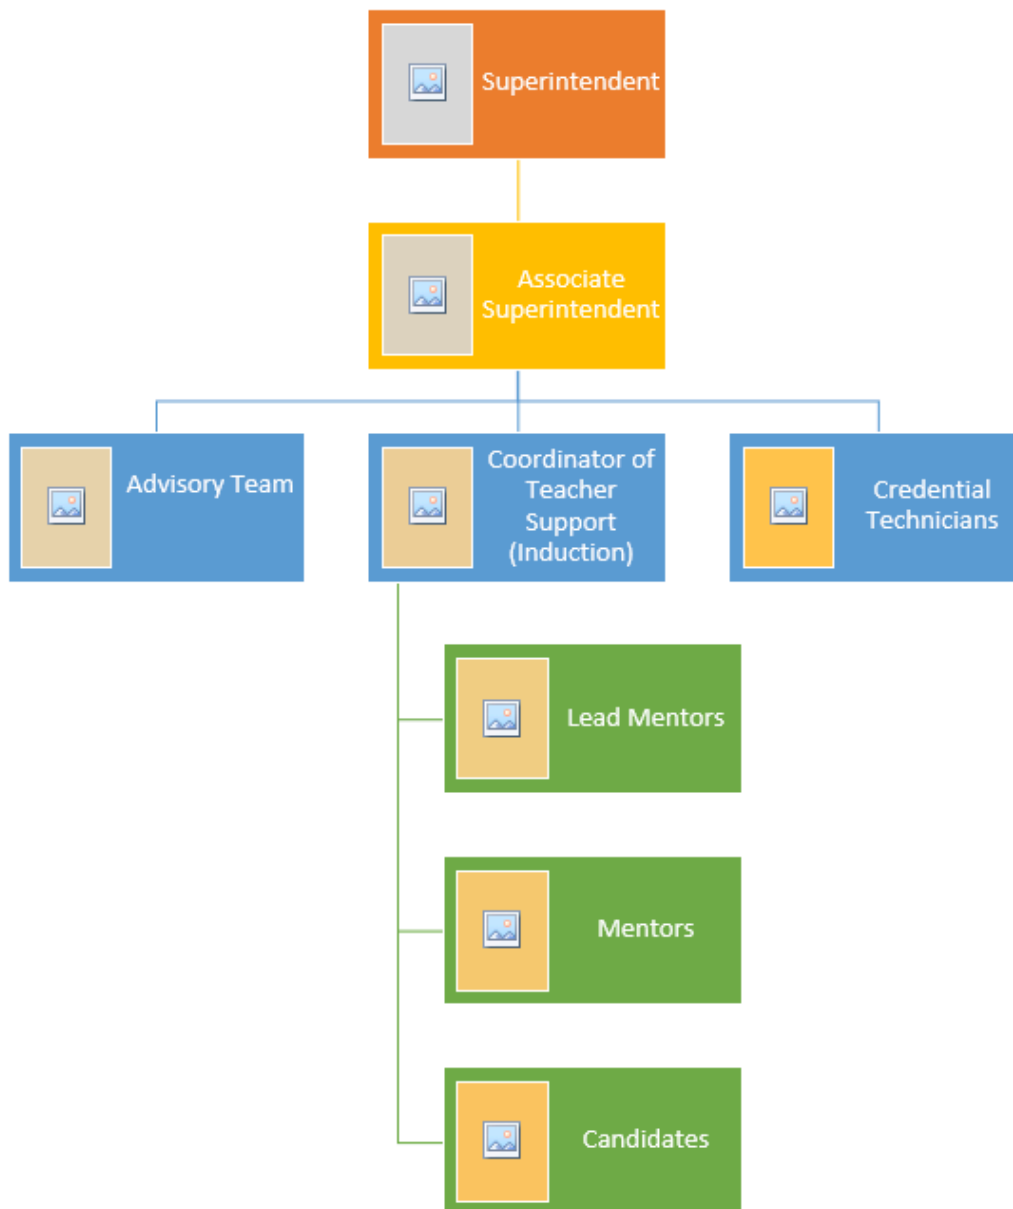 Superintendent
Associate
Superintendent
Advisory Team
Coordinator of
Teacher
Support
(Induction)
Credential
Technicians
Lead Mentors
Mentors
Candidates